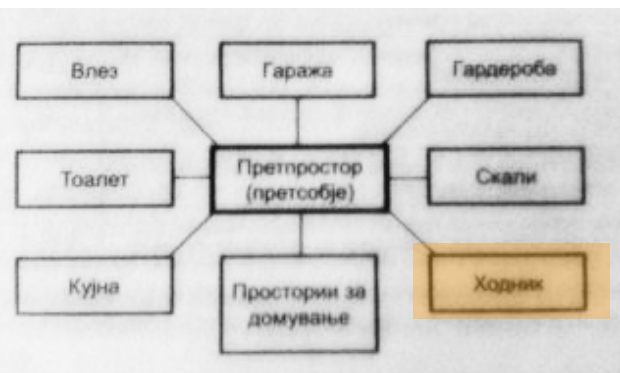 Влез
Гаража
Гардероба
Тоалет
Претпростор
(претсобје)
Скали
Кујна
Простории за
домување
Ходник